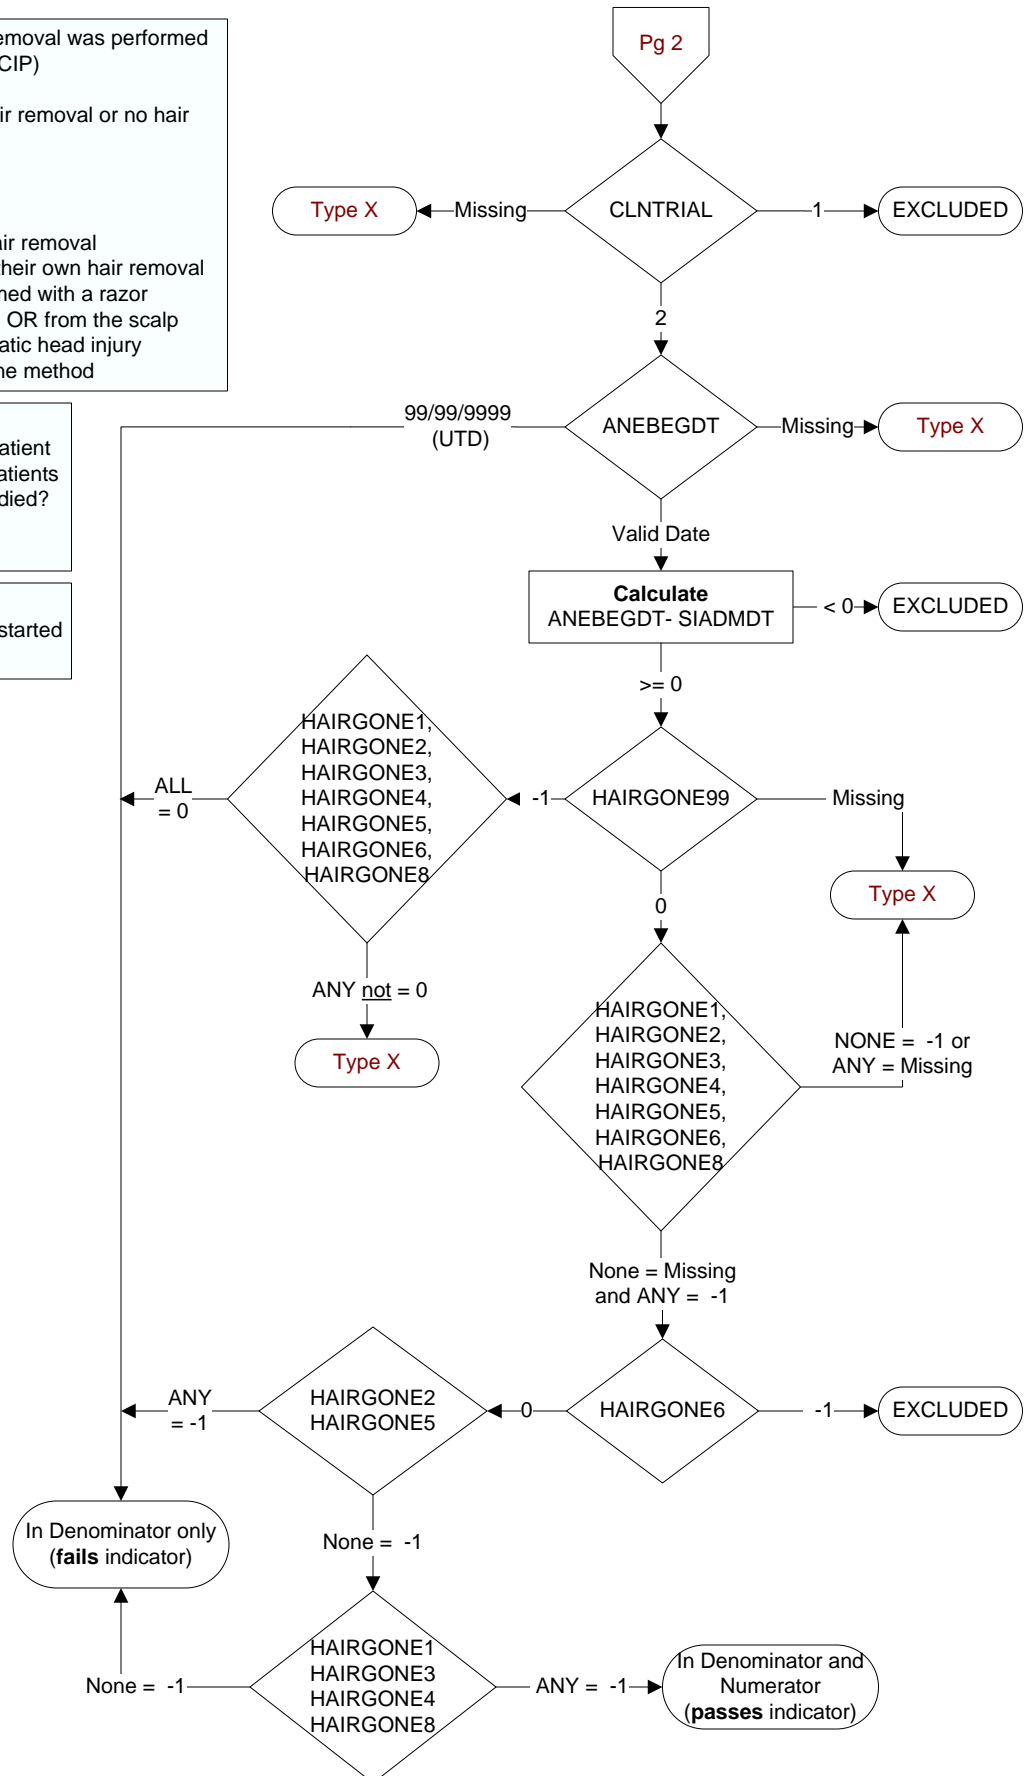 emoval was performed
CIP)
ir removal or no hair
air removal
their own hair removal
ned with a razor
OR from the scalp
atic head injury
ne method
atient
atients
died?
started
Pg 2
CLNTRIAL
Missing
Type X
1
EXCLUDED
2
ANEBEGDT
99/99/9999
(UTD)
Missing
Type X
Valid Date
Calculate
ANEBEGDT- SIADMDT
< 0
EXCLUDED
>= 0
HAIRGONE99
-1
Missing
Type X
0
HAIRGONE1,
HAIRGONE2,
HAIRGONE3,
HAIRGONE4,
HAIRGONE5,
HAIRGONE6,
HAIRGONE8
ALL
= 0
ANY not = 0
Type X
HAIRGONE1,
HAIRGONE2,
HAIRGONE3,
HAIRGONE4,
HAIRGONE5,
HAIRGONE6,
HAIRGONE8
NONE = -1 or
ANY = Missing
None = Missing
and ANY = -1
HAIRGONE6
-1
EXCLUDED
0
HAIRGONE2
HAIRGONE5
ANY
= -1
In Denominator only
(fails indicator)
None = -1
HAIRGONE1
HAIRGONE3
HAIRGONE4
HAIRGONE8
None = -1
ANY = -1
In Denominator and
Numerator
(passes indicator)